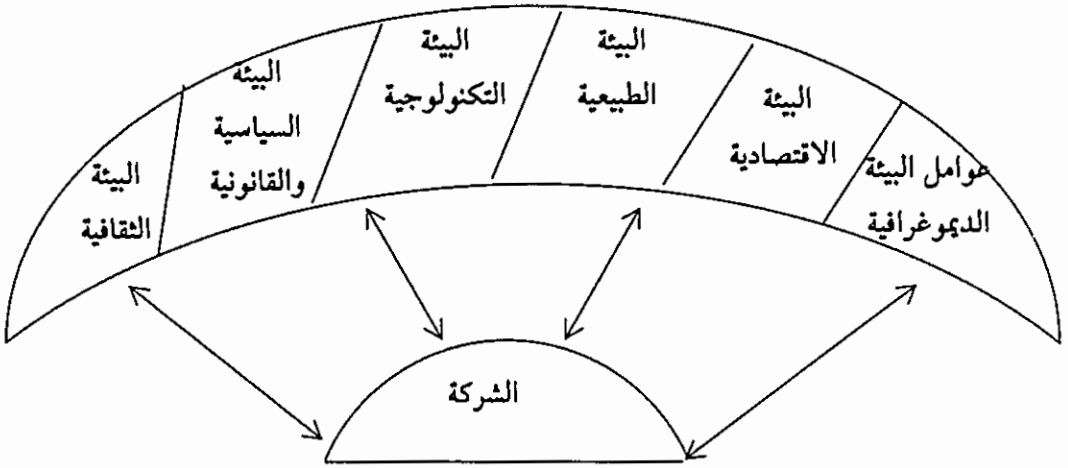 عوامل البيئة
الديموغرافية
البيئة
الاقتصادية
البيئة
الطبيعية
البيئة
التكنولوجية
البيئة
السياسية
والقانونية
البيئة
الثقافية
الشركة